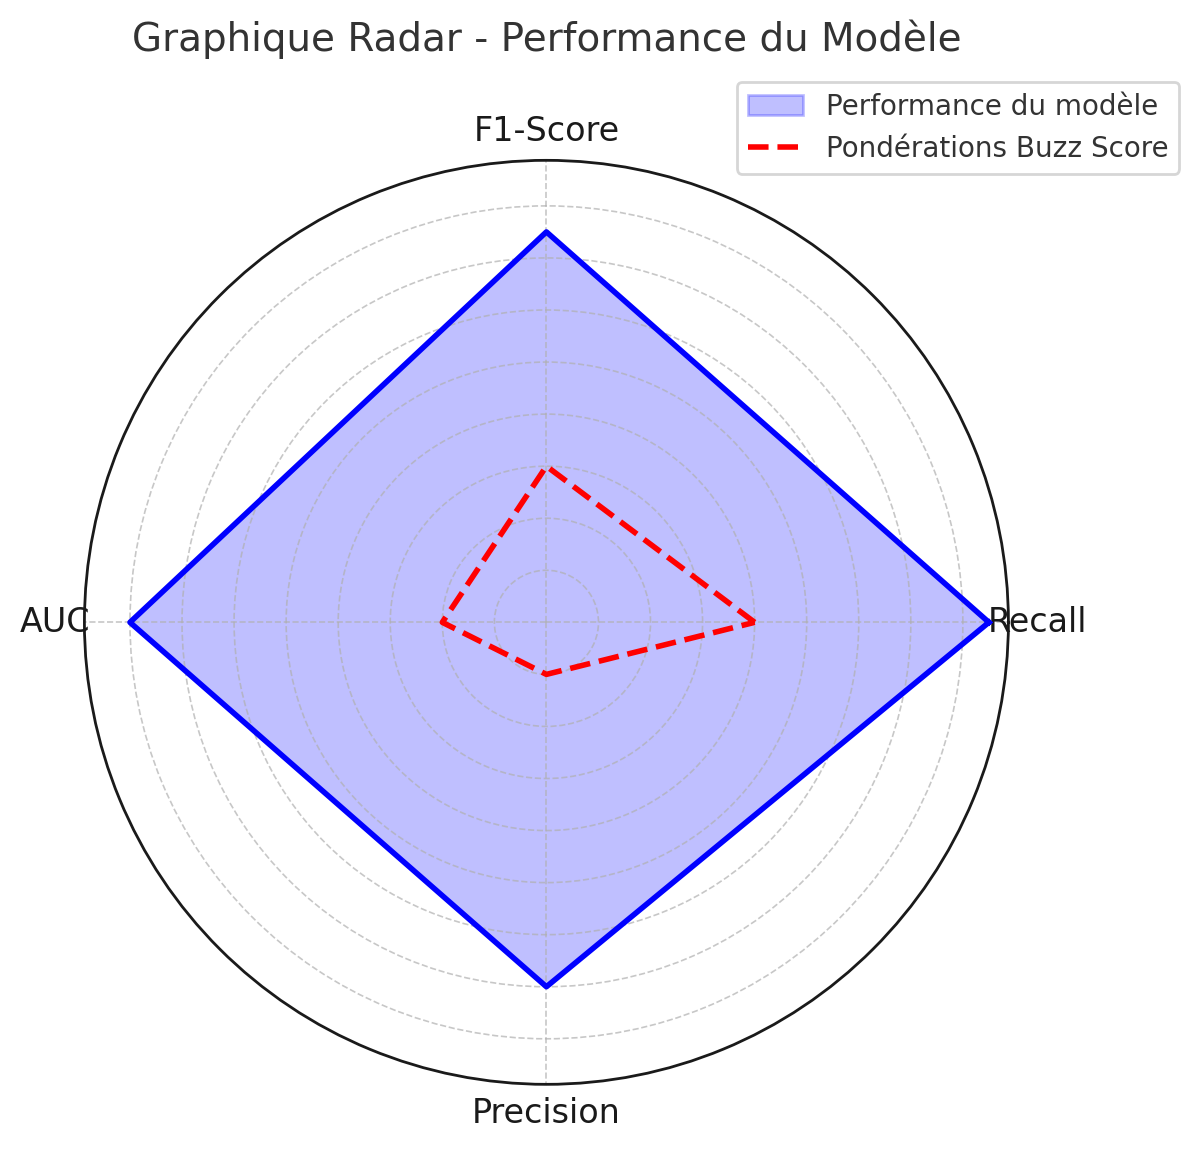 Graphique Radar - Performance du Modèle
Performance du modèle
Pondérations Buzz Score
F1-Score
AUC
Recall
Precision